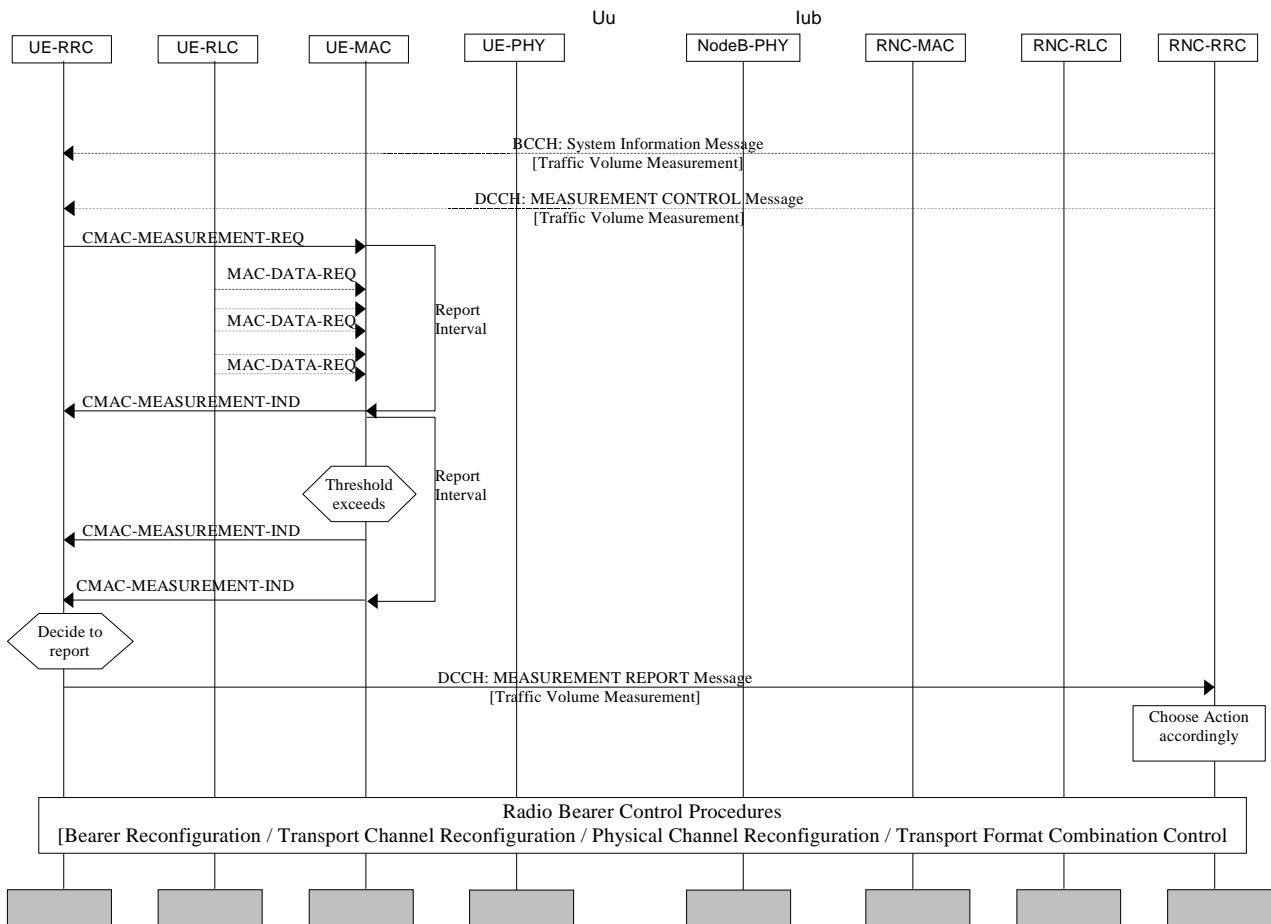 Uu
Iub
UE-RRC
UE-RLC
UE-MAC
UE-PHY
NodeB-PHY
RNC-MAC
RNC-RLC
RNC-RRC
BCCH: System Information Message
[Traffic Volume Measurement]
DCCH: MEASUREMENT CONTROL Message
[Traffic Volume Measurement]
CMAC-MEASUREMENT-REQ
MAC-DATA-REQ
Report
Interval
MAC-DATA-REQ
MAC-DATA-REQ
CMAC-MEASUREMENT-IND
Threshold
exceeds
Report
Interval
CMAC-MEASUREMENT-IND
CMAC-MEASUREMENT-IND
Decide to
report
DCCH: MEASUREMENT REPORT Message
[Traffic Volume Measurement]
Choose Action
accordingly
Radio Bearer Control Procedures
[Bearer Reconfiguration / Transport Channel Reconfiguration / Physical Channel Reconfiguration / Transport Format Combination Control